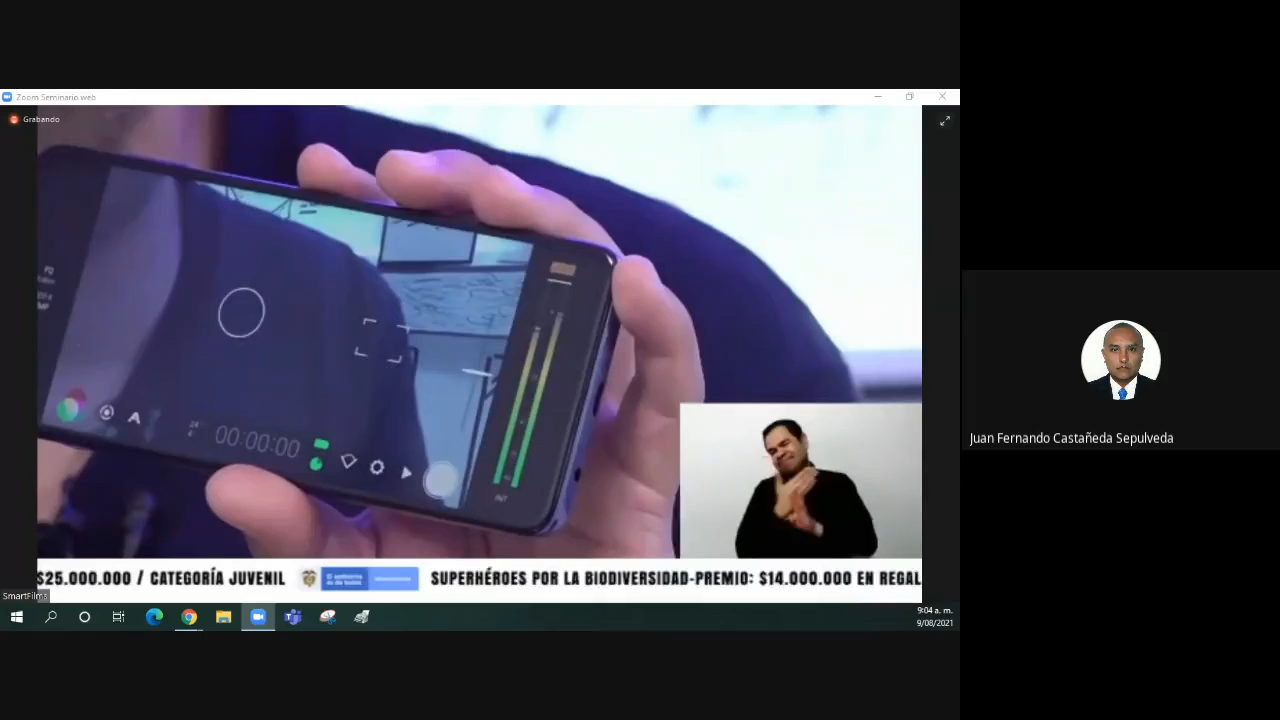 Zoom Seminario web
Grabando
00:00:00
$25.000.000 / CATEGORÍA JUVENIL
SUPERHÉROES POR LA BIODIVERSIDAD-PREMIO: $14.000.000 EN REGAL
SmartFilms
9:04 a. m.
9/08/2021
Juan Fernando Castañeda Sepulveda